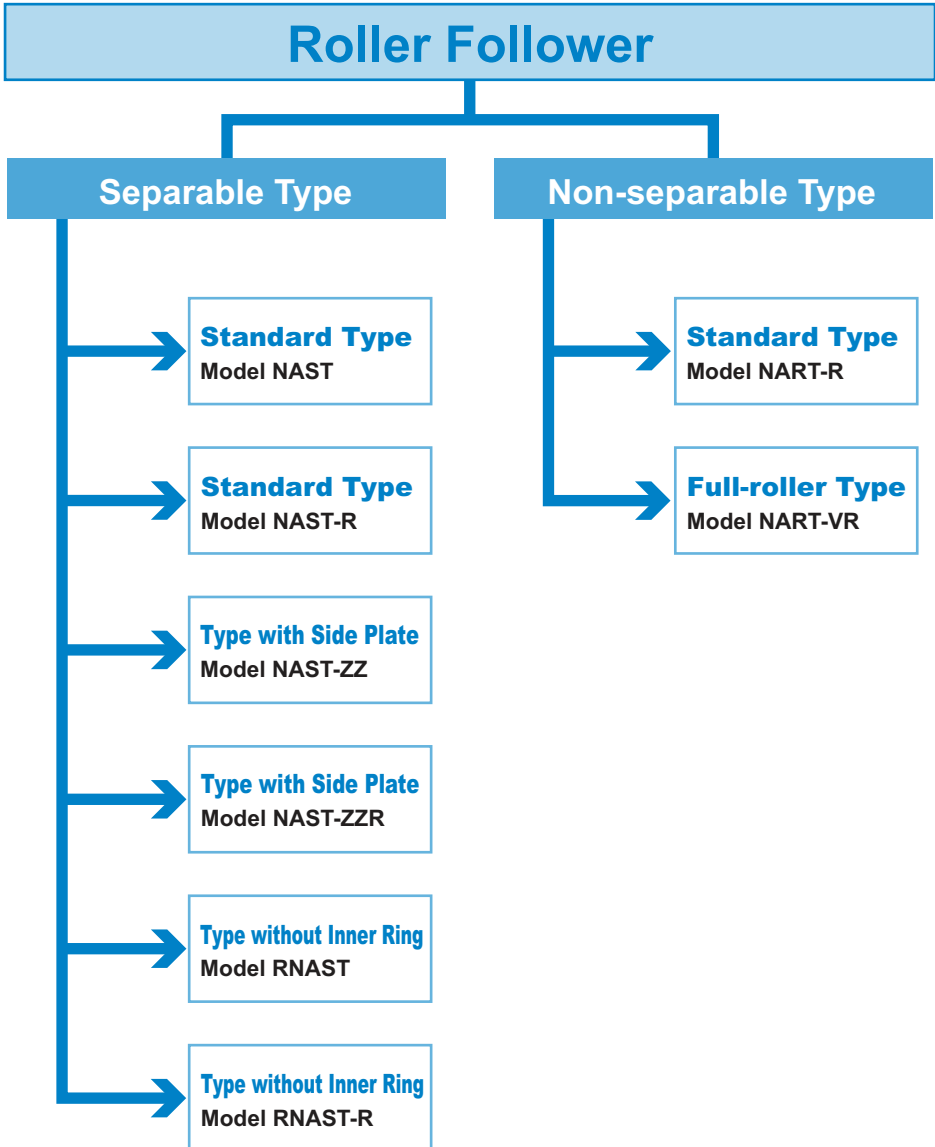 Roller Follower
Separable Type
Non-separable Type
Standard Type
Model NAST
Standard Type
Model NAST-R
Type with Side Plate
Model NAST-ZZ
Type with Side Plate
Model NAST-ZZR
Type without Inner Ring
Model RNAST
Type without Inner Ring
Model RNAST-R
Standard Type
Model NART-R
Full-roller Type
Model NART-VR